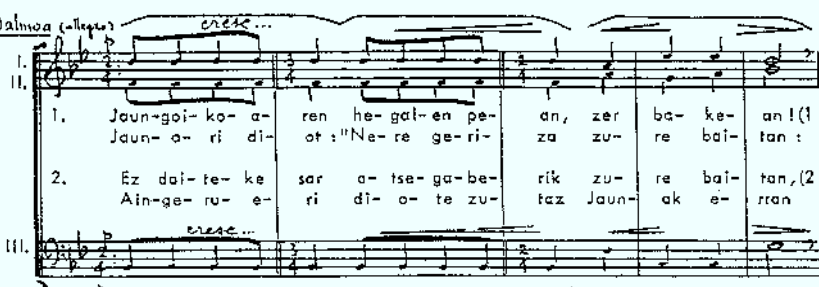 Salmoa (allegro) cresc...
I.
II.
1. Jaun-goi-ko-a-ren he-gal-en pe-an, zer ba-ke-an!(1
Jaun-a-ri di-ot:"Ne-re ge-ri-za zu-re bai-tan:
2. Ez dai-te-ke sar a-tse-ga-be-rik zu-re bai-tan,(2
Ain-ge-ru-e-ri di-o-te zu-taz Jaun-ak e-rran
cresc...
III.